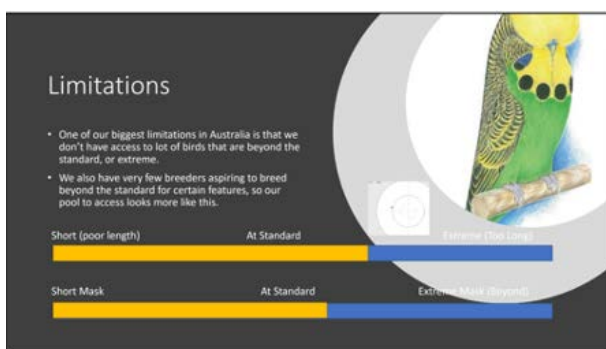 Limitations
• One of our biggest limitations in Australia is that we
don't have access to lot of birds that are beyond the
standard, or extreme.
• We also have very few breeders aspiring to breed
beyond the standard for certain features, so our
pool to access looks more like this.
Short (poor length) At Standard Extreme (Too Long)
Short Mask At Standard Extreme Mask (Beyond)